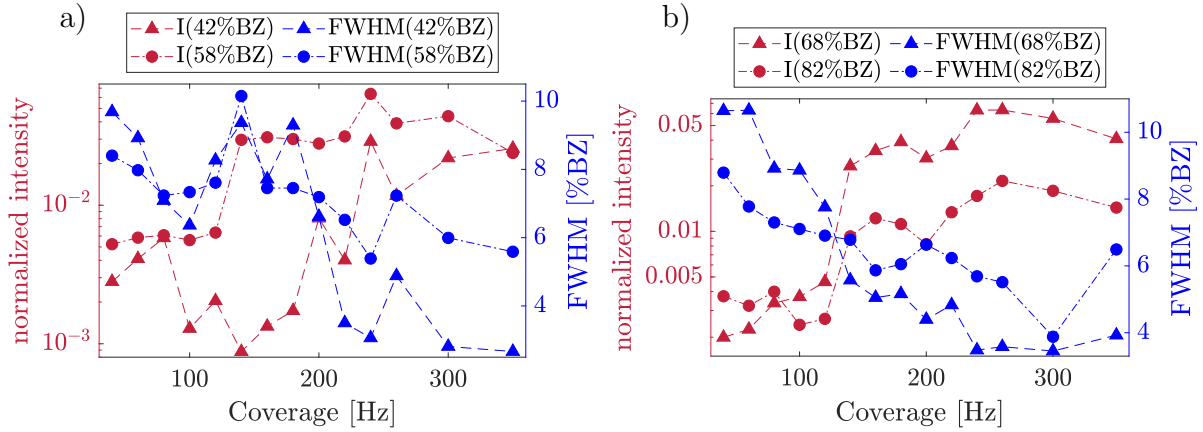 a)
I(42%BZ) FWHM(42%BZ)
I(58%BZ) FWHM(58%BZ)
normalized intensity
10⁻²
10⁻³
10
8
6
4
FWHM [%BZ]
100 200 300
Coverage [Hz]
b)
I(68%BZ) FWHM(68%BZ)
I(82%BZ) FWHM(82%BZ)
normalized intensity
0.05
0.01
0.005
10
8
6
4
FWHM [%BZ]
100 200 300
Coverage [Hz]